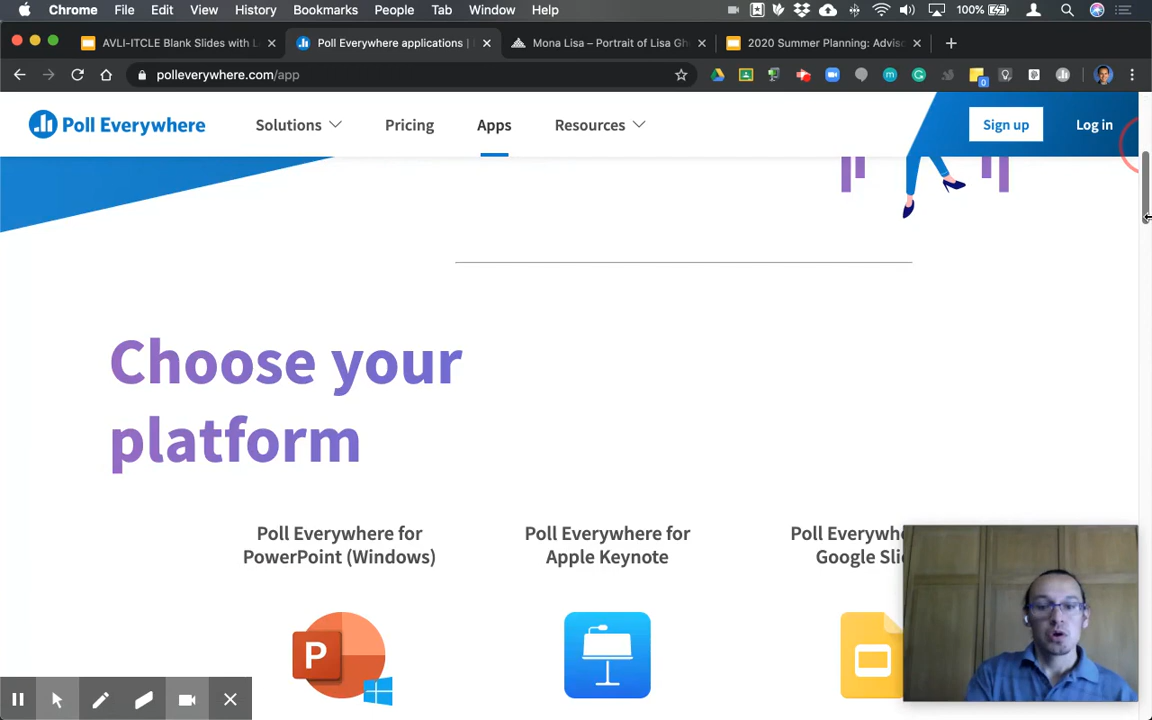 Chrome File Edit View History Bookmarks People Tab Window Help 100%
AVLI-ITCLE Blank Slides with L
Poll Everywhere applications |
Mona Lisa – Portrait of Lisa Gh
2020 Summer Planning: Advis
polleverywhere.com/app
0
Poll Everywhere Solutions Pricing Apps Resources Sign up Log in
Choose your
platform
Poll Everywhere for
PowerPoint (Windows)
Poll Everywhere for
Apple Keynote
Poll Everywh
Google Sli
P